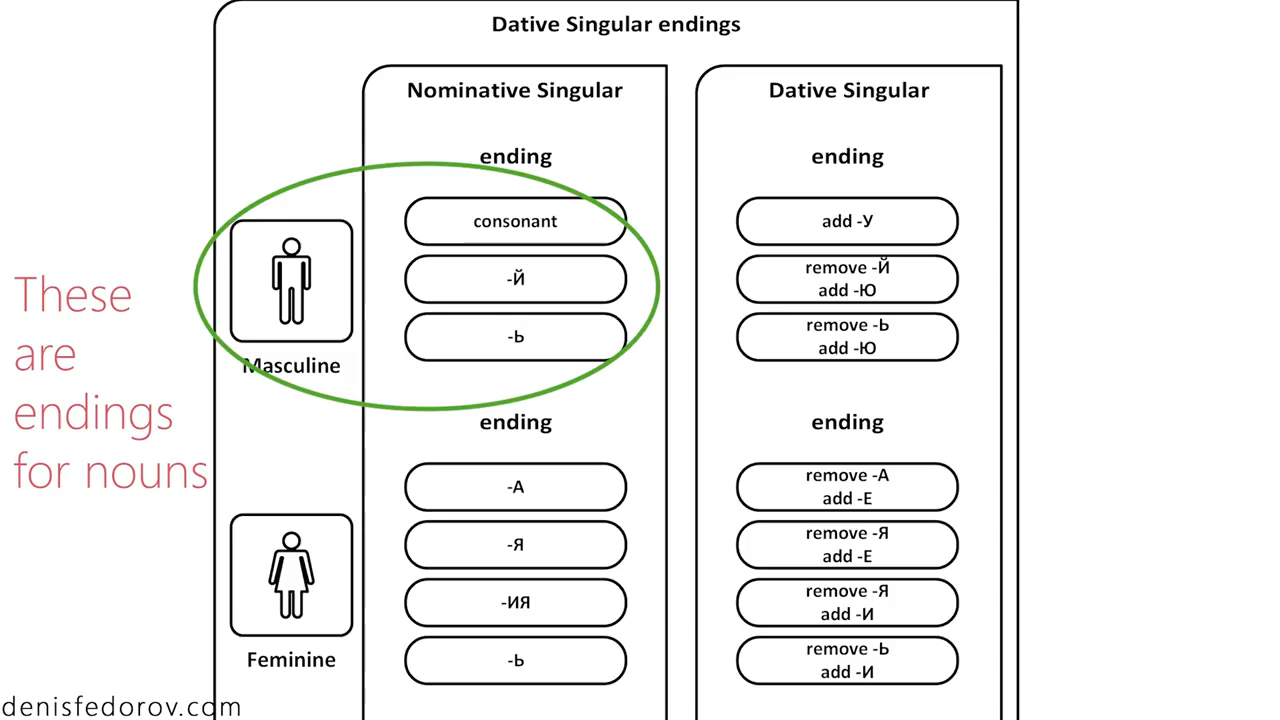 Dative Singular endings
Nominative Singular
Dative Singular
ending
ending
consonant
add -У
-Й
remove -Й
add -Ю
-Ь
remove -Ь
add -Ю
Masculine
These
are
endings
for nouns
ending
ending
-А
remove -А
add -Е
-Я
remove -Я
add -Е
-ИЯ
remove -Я
add -И
-Ь
remove -Ь
add -И
Feminine
denisfedorov.com